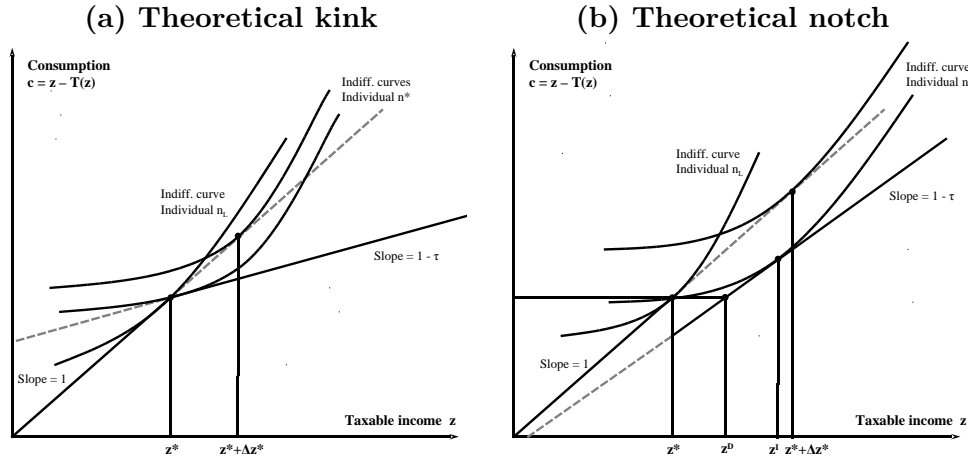 (a) Theoretical kink
Consumption
c = z – T(z)
Indiff. curves
Individual n*
Indiff. curve
Individual n_L
Slope = 1 - τ
Slope = 1
Taxable income z
z*
z*+Δz*
(b) Theoretical notch
Consumption
c = z – T(z)
Indiff. curve
Individual n
Indiff. curve
Individual n_L
Slope = 1 - τ
Slope = 1
Taxable income z
z*
z^D
z^I
z*+Δz*